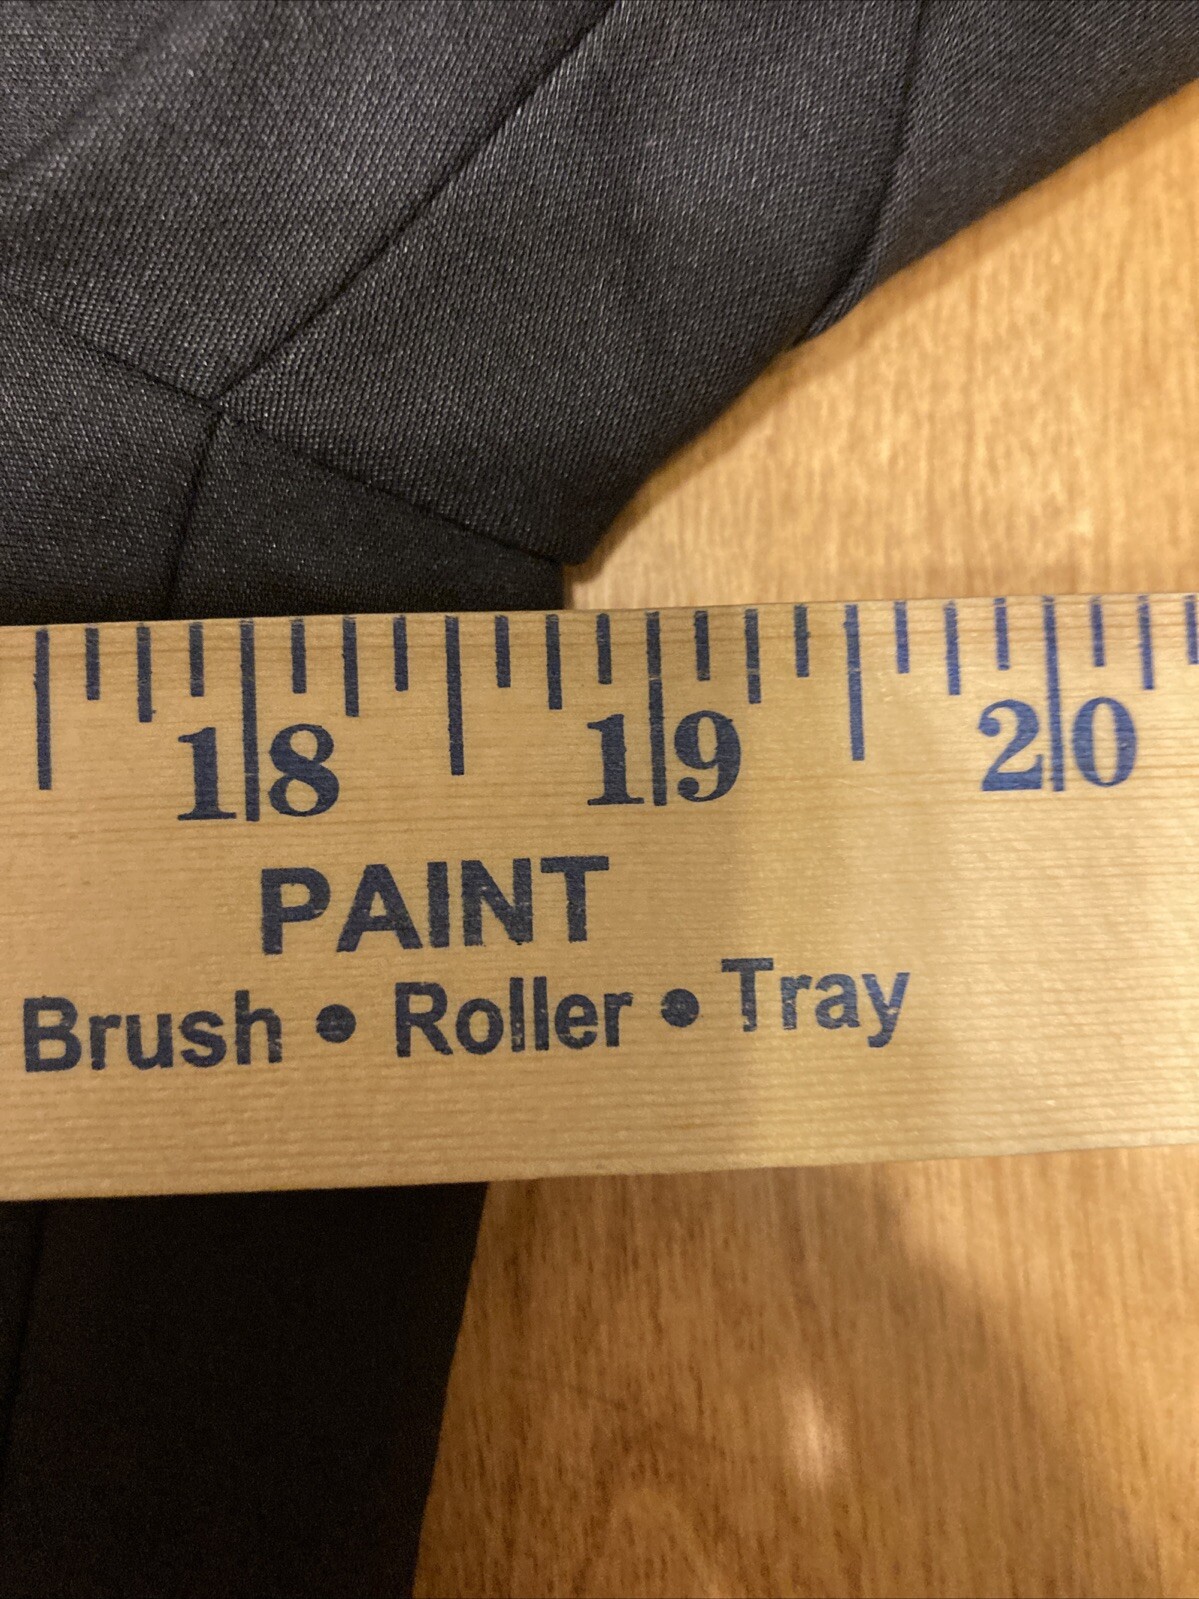 18 19 20
PAINT
Brush • Roller • Tray